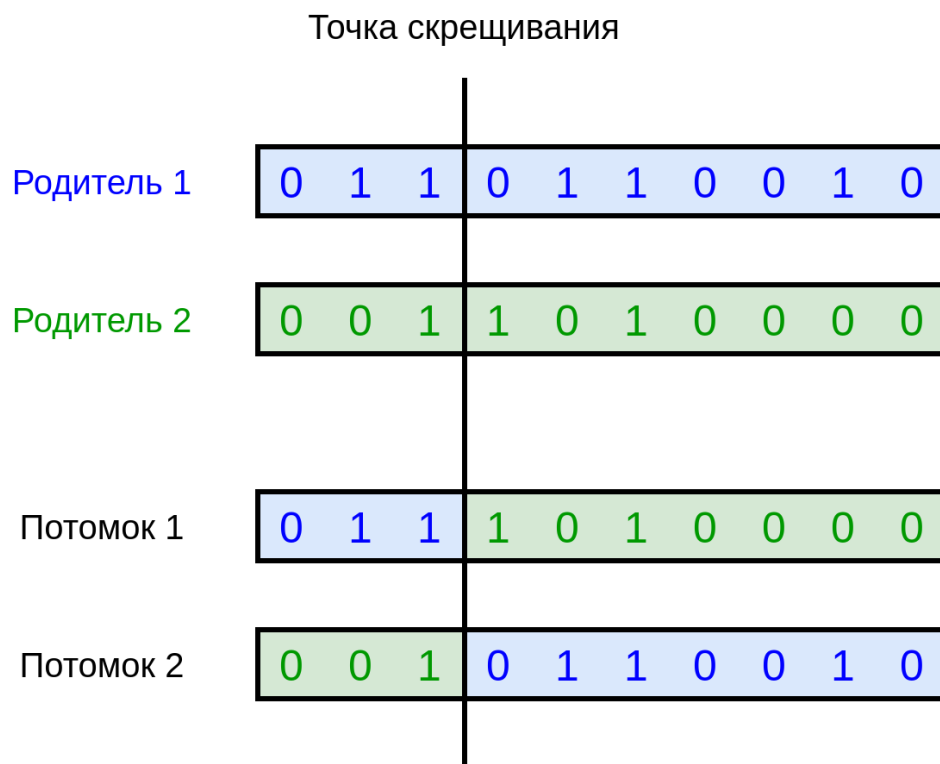 Точка скрещивания
Родитель 1 0 1 1 0 1 1 0 0 1 0
Родитель 2 0 0 1 1 0 1 0 0 0 0
Потомок 1 0 1 1 1 0 1 0 0 0 0
Потомок 2 0 0 1 0 1 1 0 0 1 0